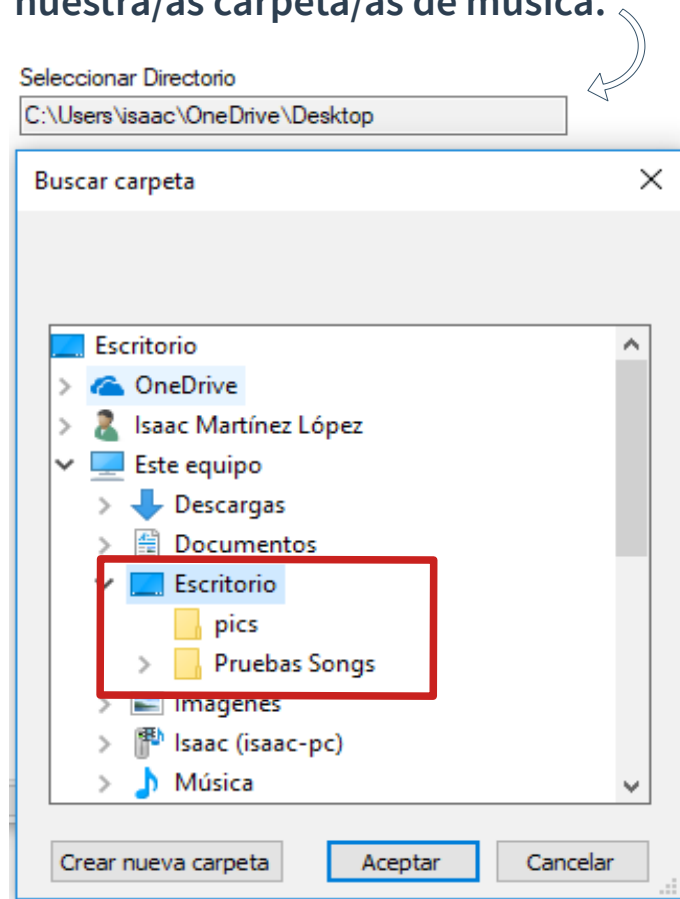 nuestra/as carpeta/as de música.
Seleccionar Directorio
C:\Users\isaac\OneDrive\Desktop
Buscar carpeta
Escritorio
OneDrive
Isaac Martínez López
Este equipo
Descargas
Documentos
Escritorio
pics
Pruebas Songs
Imágenes
Isaac (isaac-pc)
Música
Crear nueva carpeta Aceptar Cancelar